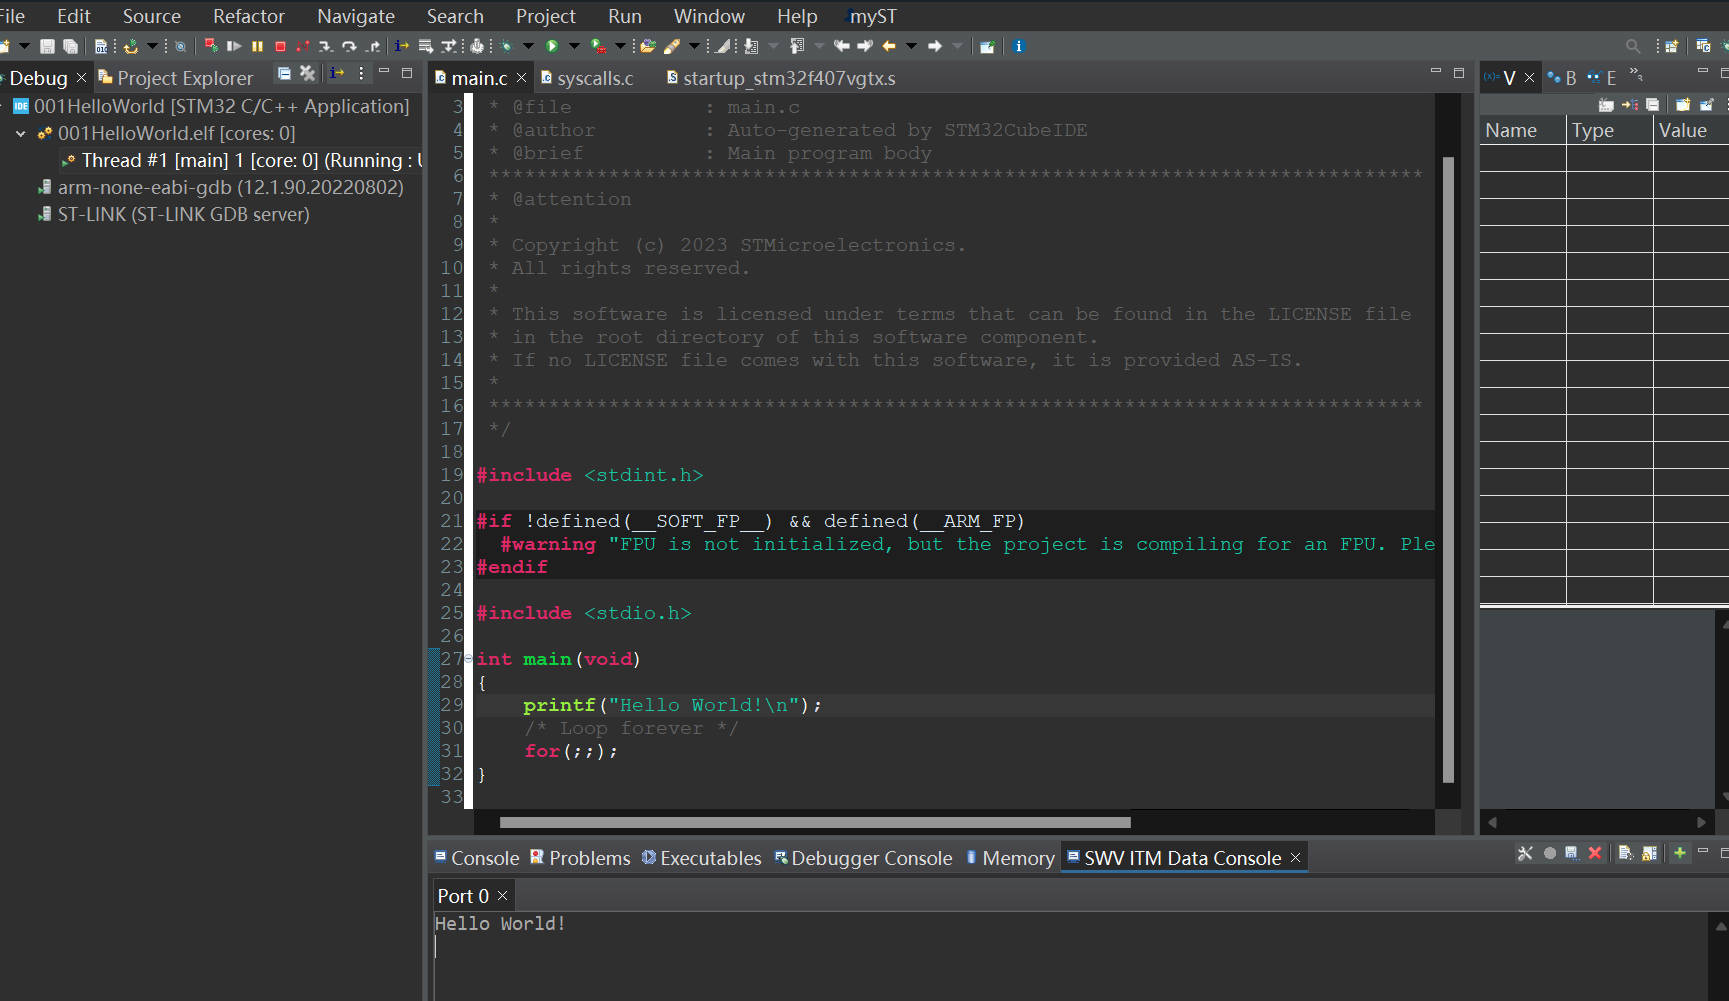 File Edit Source Refactor Navigate Search Project Run Window Help myST
Debug Project Explorer
001HelloWorld [STM32 C/C++ Application]
001HelloWorld.elf [cores: 0]
Thread #1 [main] 1 [core: 0] (Running :
arm-none-eabi-gdb (12.1.90.20220802)
ST-LINK (ST-LINK GDB server)
main.c syscalls.c startup_stm32f407vgtx.s
3 * @file : main.c
4 * @author : Auto-generated by STM32CubeIDE
5 * @brief : Main program body
6 ******************************************************************************
7 * @attention
8 *
9 * Copyright (c) 2023 STMicroelectronics.
10 * All rights reserved.
11 *
12 * This software is licensed under terms that can be found in the LICENSE file
13 * in the root directory of this software component.
14 * If no LICENSE file comes with this software, it is provided AS-IS.
15 *
16 ******************************************************************************
17 */
18
19 #include <stdint.h>
20
21 #if !defined(__SOFT_FP__) && defined(__ARM_FP)
22 #warning "FPU is not initialized, but the project is compiling for an FPU. Ple
23 #endif
24
25 #include <stdio.h>
26
27 int main(void)
28 {
29 printf("Hello World!\n");
30 /* Loop forever */
31 for(;;);
32 }
33
(x)= V B E »3
Name Type Value
Console Problems Executables Debugger Console Memory SWV ITM Data Console
Port 0
Hello World!